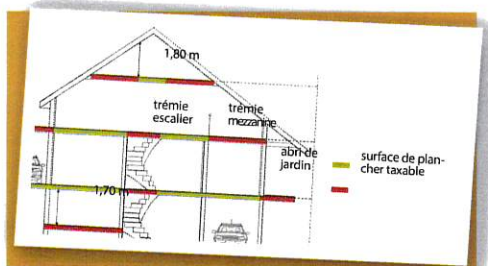 1,80 m
trémie
escalier
trémie
mezzanine
abri de
jardin
surface de plan-
cher taxable
1,70 m